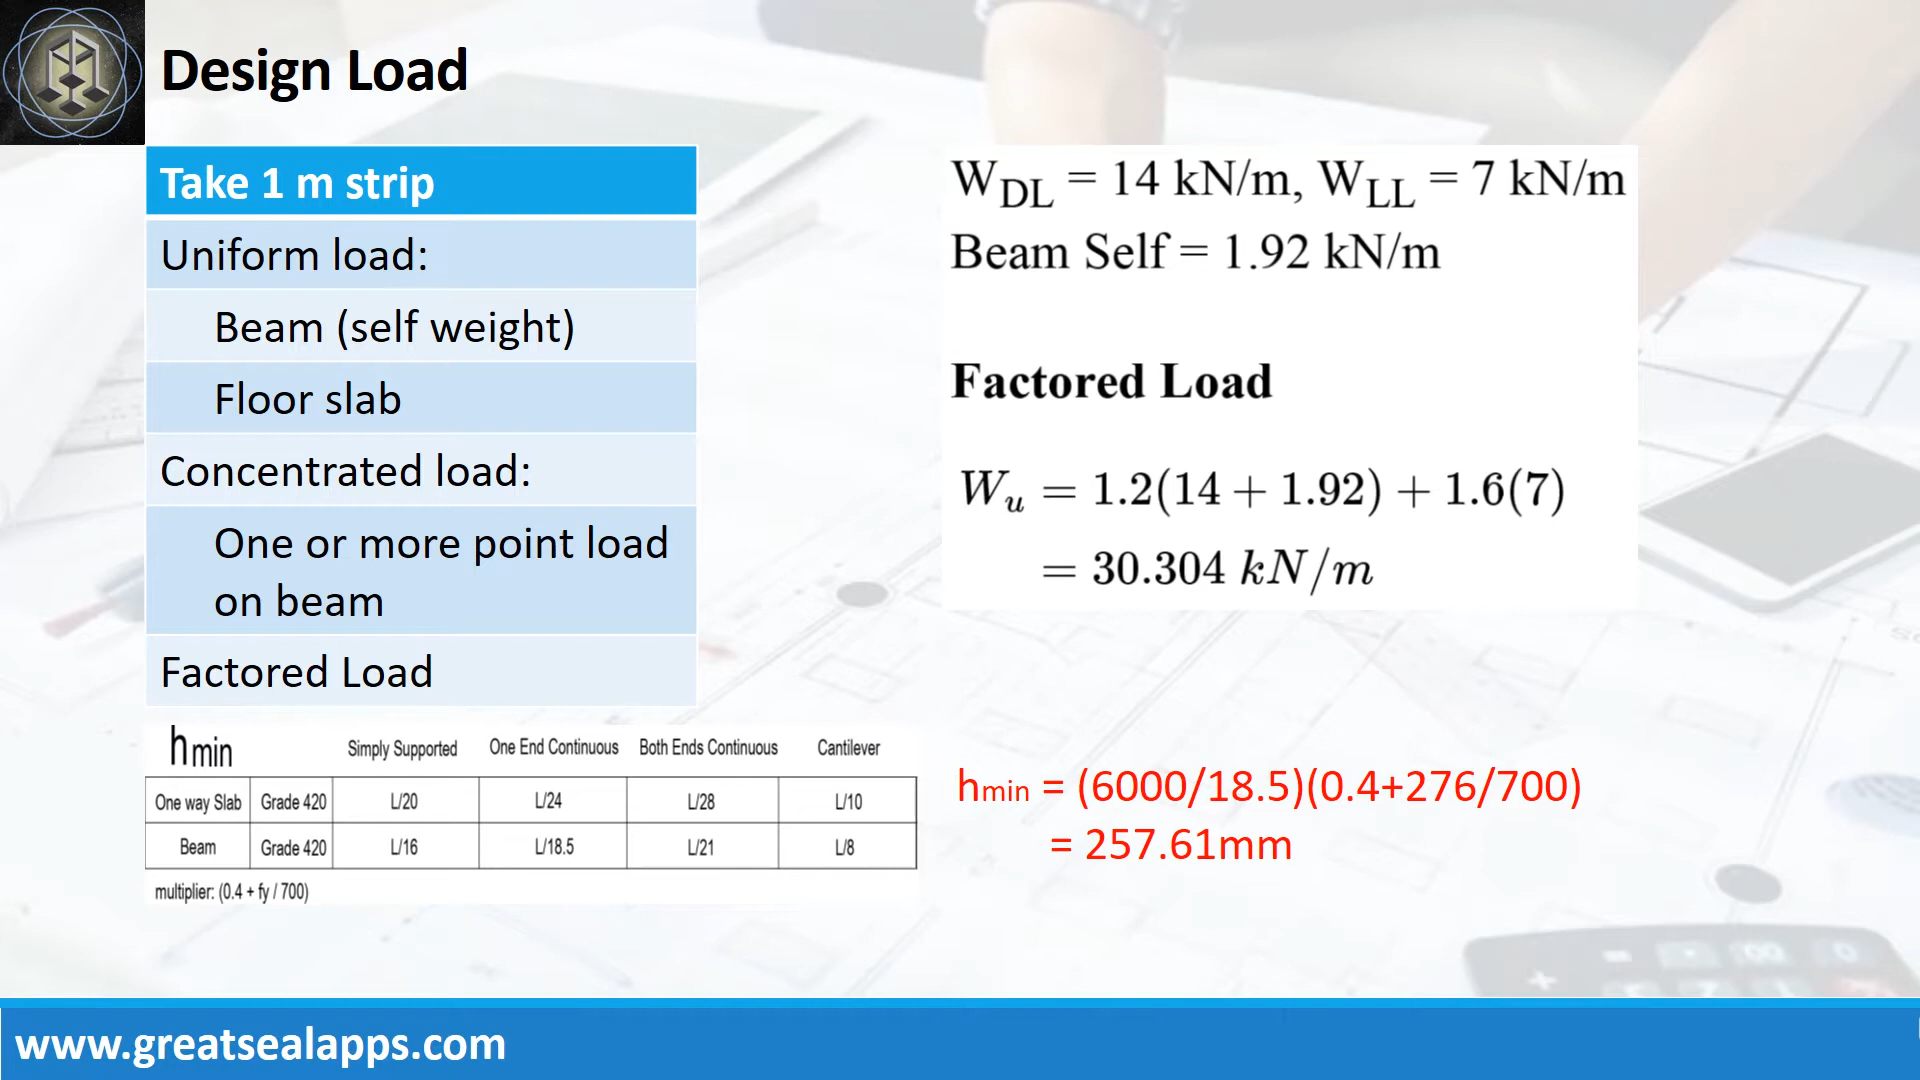 Design Load
Take 1 m strip
Uniform load:
Beam (self weight)
Floor slab
Concentrated load:
One or more point load
on beam
Factored Load
W_DL = 14 kN/m, W_LL = 7 kN/m
Beam Self = 1.92 kN/m
Factored Load
W_u = 1.2(14 + 1.92) + 1.6(7)
= 30.304 kN/m
hmin Simply Supported One End Continuous Both Ends Continuous Cantilever
One way Slab Grade 420 L/20 L/24 L/28 L/10
Beam Grade 420 L/16 L/18.5 L/21 L/8
multiplier: (0.4 + fy / 700)
hmin = (6000/18.5)(0.4+276/700)
= 257.61mm
www.greatsealapps.com